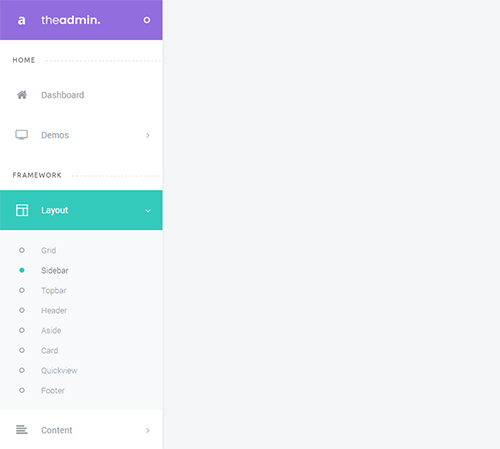 a theadmin.
HOME
Dashboard
Demos
FRAMEWORK
Layout
Grid
Sidebar
Topbar
Header
Aside
Card
Quickview
Footer
Content